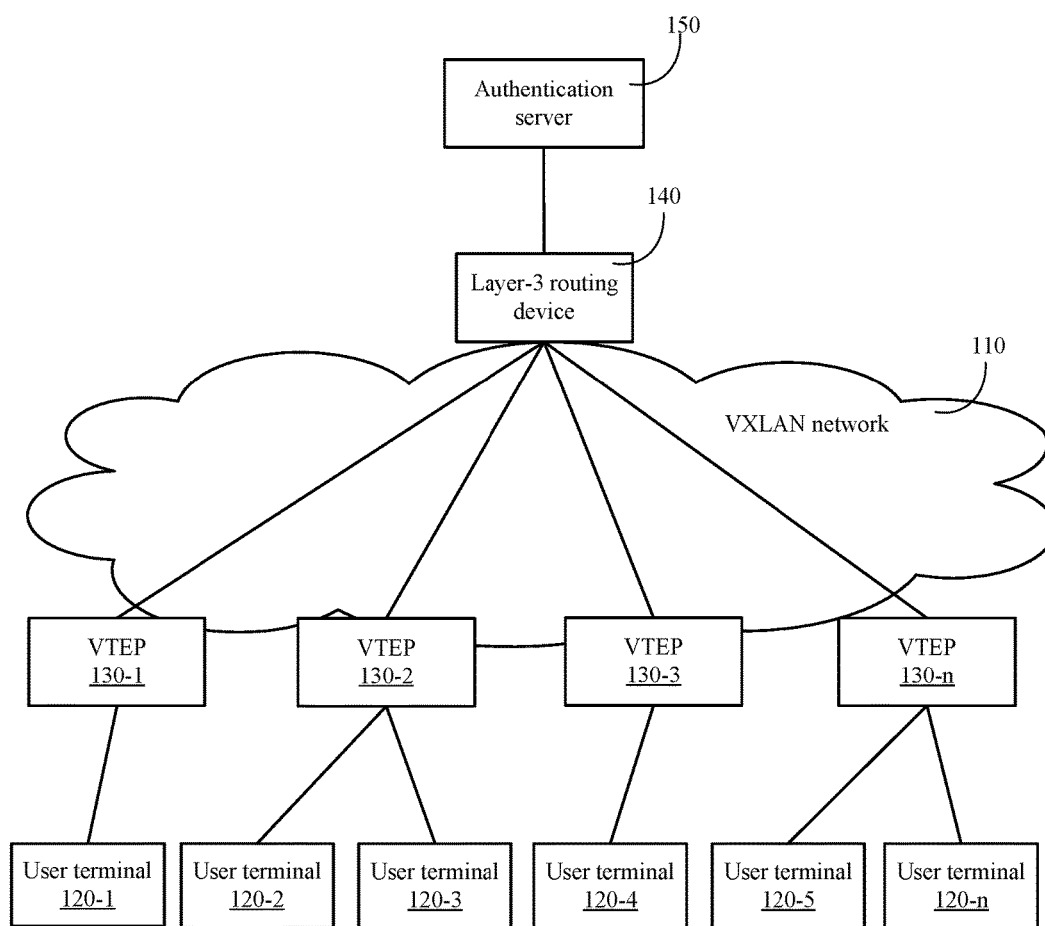 150
Authentication
server
140
Layer-3 routing
device
110
VXLAN network
VTEP
130-1
VTEP
130-2
VTEP
130-3
VTEP
130-n
User terminal
120-1
User terminal
120-2
User terminal
120-3
User terminal
120-4
User terminal
120-5
User terminal
120-n